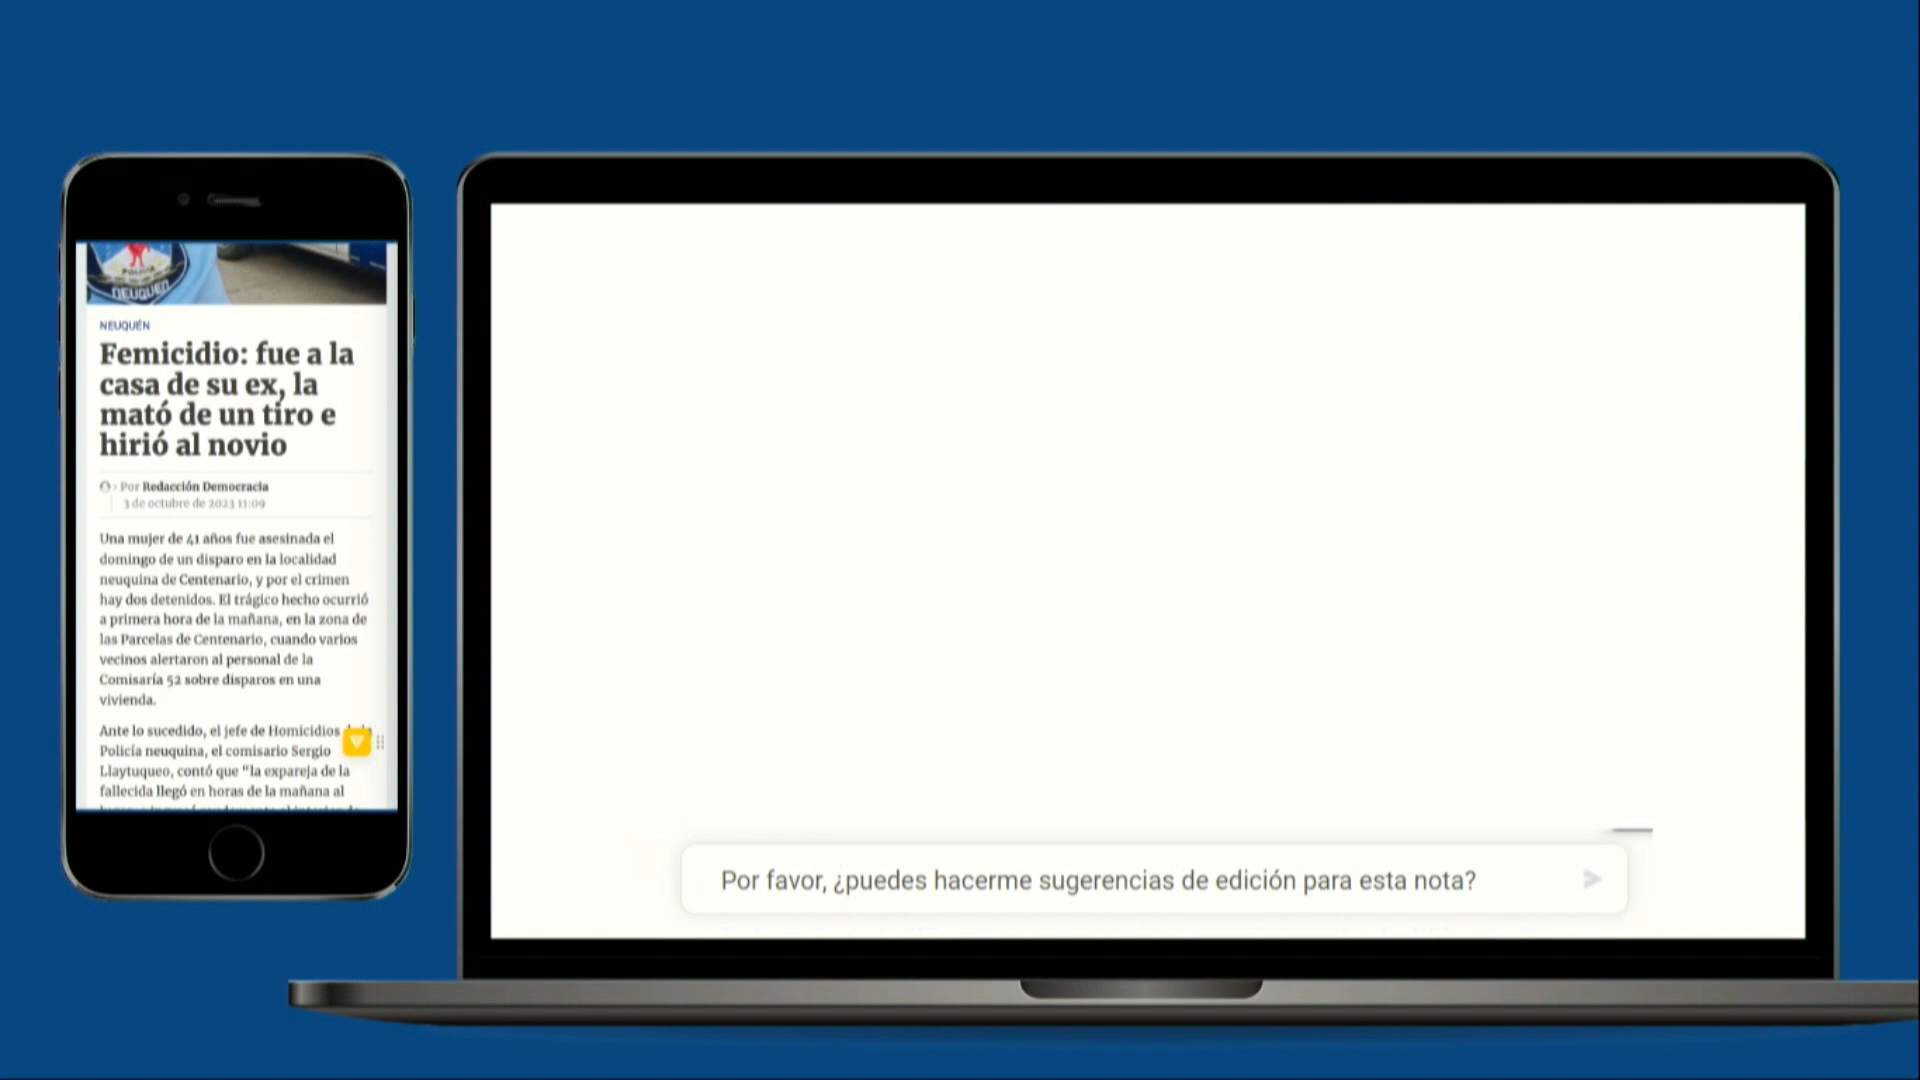 POLICIA
NEUQUEN
NEUQUÉN
Femicidio: fue a la
casa de su ex, la
mató de un tiro e
hirió al novio
Por Redacción Democracia
3 de octubre de 2023 11:09
Una mujer de 41 años fue asesinada el
domingo de un disparo en la localidad
neuquina de Centenario, y por el crimen
hay dos detenidos. El trágico hecho ocurrió
a primera hora de la mañana, en la zona de
las Parcelas de Centenario, cuando varios
vecinos alertaron al personal de la
Comisaría 52 sobre disparos en una
vivienda.
Ante lo sucedido, el jefe de Homicidios
Policía neuquina, el comisario Sergio
Llaytuqueo, contó que “la expareja de la
fallecida llegó en horas de la mañana al
Por favor, ¿puedes hacerme sugerencias de edición para esta nota?